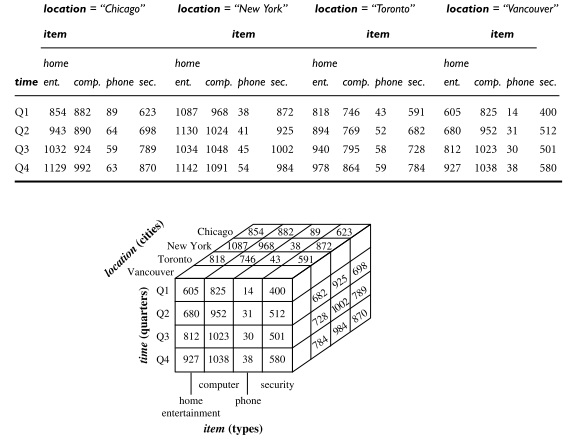 location = "Chicago" location = "New York" location = "Toronto" location = "Vancouver"
item item item item
home home home home
time ent. comp. phone sec. ent. comp. phone sec. ent. comp. phone sec. ent. comp. phone sec.
Q1 854 882 89 623 1087 968 38 872 818 746 43 591 605 825 14 400
Q2 943 890 64 698 1130 1024 41 925 894 769 52 682 680 952 31 512
Q3 1032 924 59 789 1034 1048 45 1002 940 795 58 728 812 1023 30 501
Q4 1129 992 63 870 1142 1091 54 984 978 864 59 784 927 1038 38 580
location (cities)
Chicago 854 882 89 623
New York 1087 968 38 872
Toronto 818 746 43 591
Vancouver
time (quarters)
Q1 605 825 14 400
Q2 680 952 31 512
Q3 812 1023 30 501
Q4 927 1038 38 580
682 925 698
728 1002 789
784 984 870
computer security
home phone
entertainment
item (types)